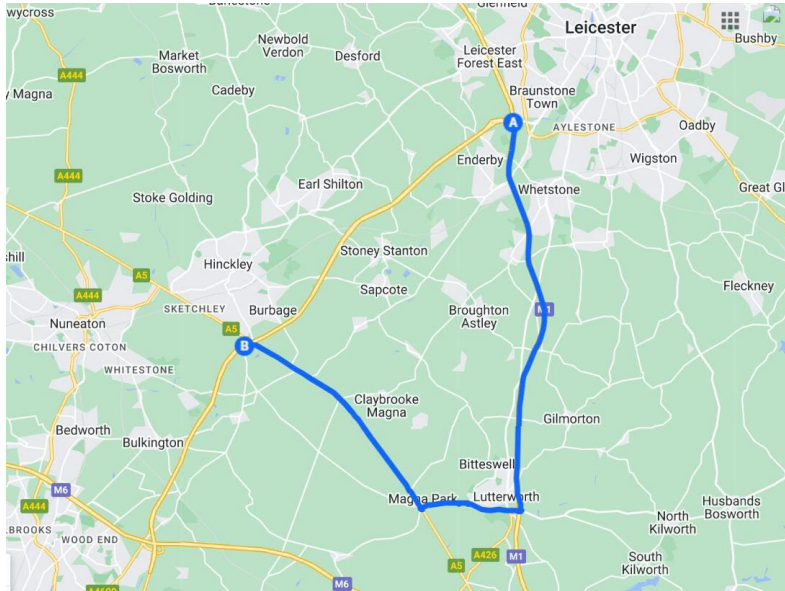 wycross
Glenfield
Leicester
Bushby
Newbold
Verdon
Desford
Leicester
Forest East
Market
Bosworth
A444
Cadeby
Braunstone
Town
y Magna
A
AYLESTONE
Oadby
Enderby
Wigston
A444
Earl Shilton
Whetstone
Great Gl
Stoke Golding
Stoney Stanton
shill
Hinckley
A5
Sapcote
Fleckney
A444
SKETCHLEY
Burbage
Broughton
Astley
M1
Nuneaton
A5
B
CHILVERS COTON
WHITESTONE
Claybrooke
Magna
Gilmorton
Bedworth
Bulkington
Bitteswell
M6
Magna Park
Lutterworth
Husbands
Bosworth
A444
North
Kilworth
BROOKS
WOOD END
A426
M1
South
Kilworth
A5
M6